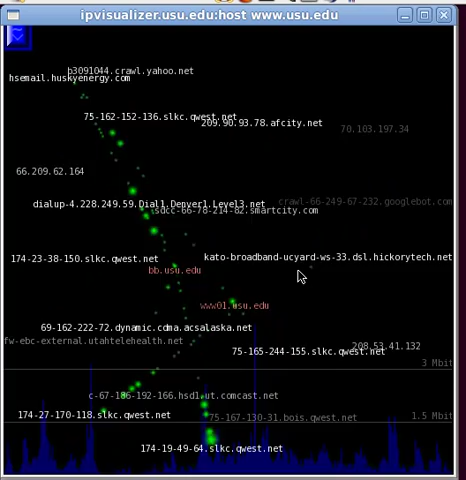 ipvisualizer.usu.edu:host www.usu.edu
b3091044.crawl.yahoo.net
hsemail.huskyenergy.com
75-162-152-136.slkc.qwest.net
209.90.93.78.afcity.net
70.103.197.34
66.209.62.164
crawl-66-249-67-232.googlebot.com
dialup-4.228.249.59.Dial1.Denver1.Level3.net
sdcc-66-78-214-82.smartcity.com
174-23-38-150.slkc.qwest.net
kato-broadband-ucyard-ws-33.dsl.hickorytech.net
bb.usu.edu
www01.usu.edu
69-162-222-72.dynamic.cdma.acsalaska.net
fw-ebc-external.utahtelehealth.net
208.53.41.132
75-165-244-155.slkc.qwest.net
3 Mbit
c-67-186-192-166.hsd1.ut.comcast.net
174-27-170-118.slkc.qwest.net
75-167-130-31.bois.qwest.net
1.5 Mbit
174-19-49-64.slkc.qwest.net